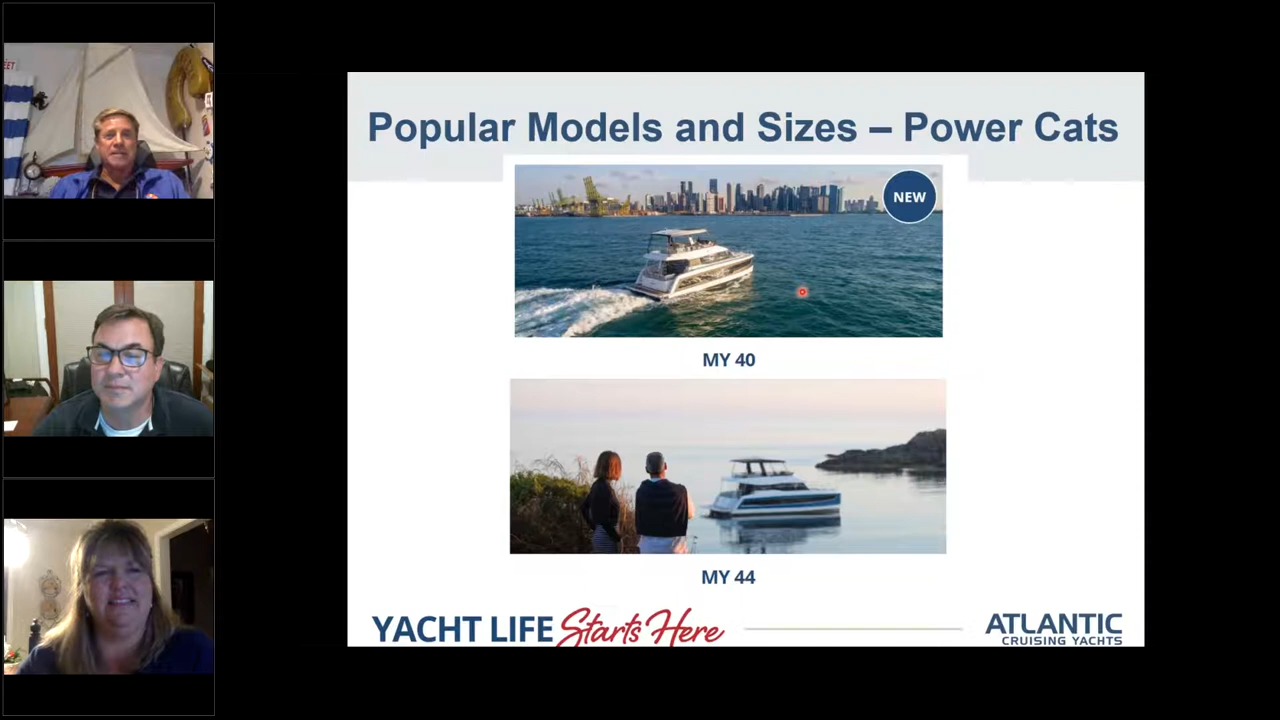 Popular Models and Sizes – Power Cats
NEW
MY 40
MY 44
YACHT LIFE Starts Here
ATLANTIC
CRUISING YACHTS